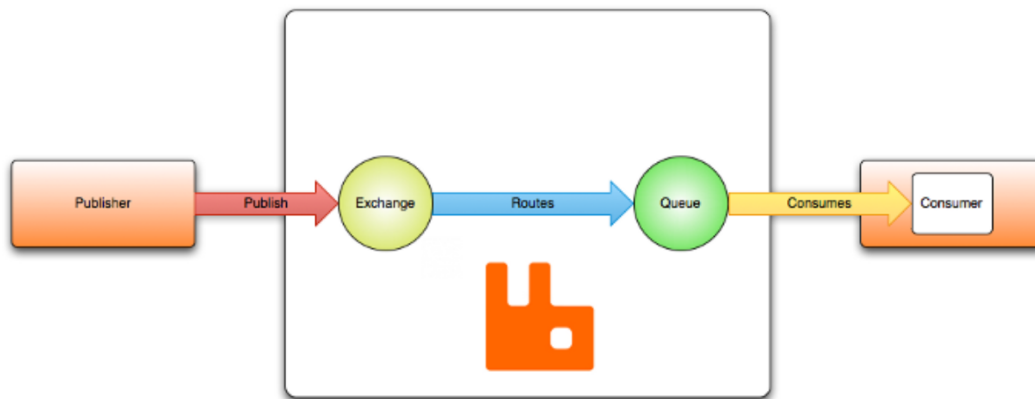 Publisher
Publish
Exchange
Routes
Queue
Consumes
Consumer